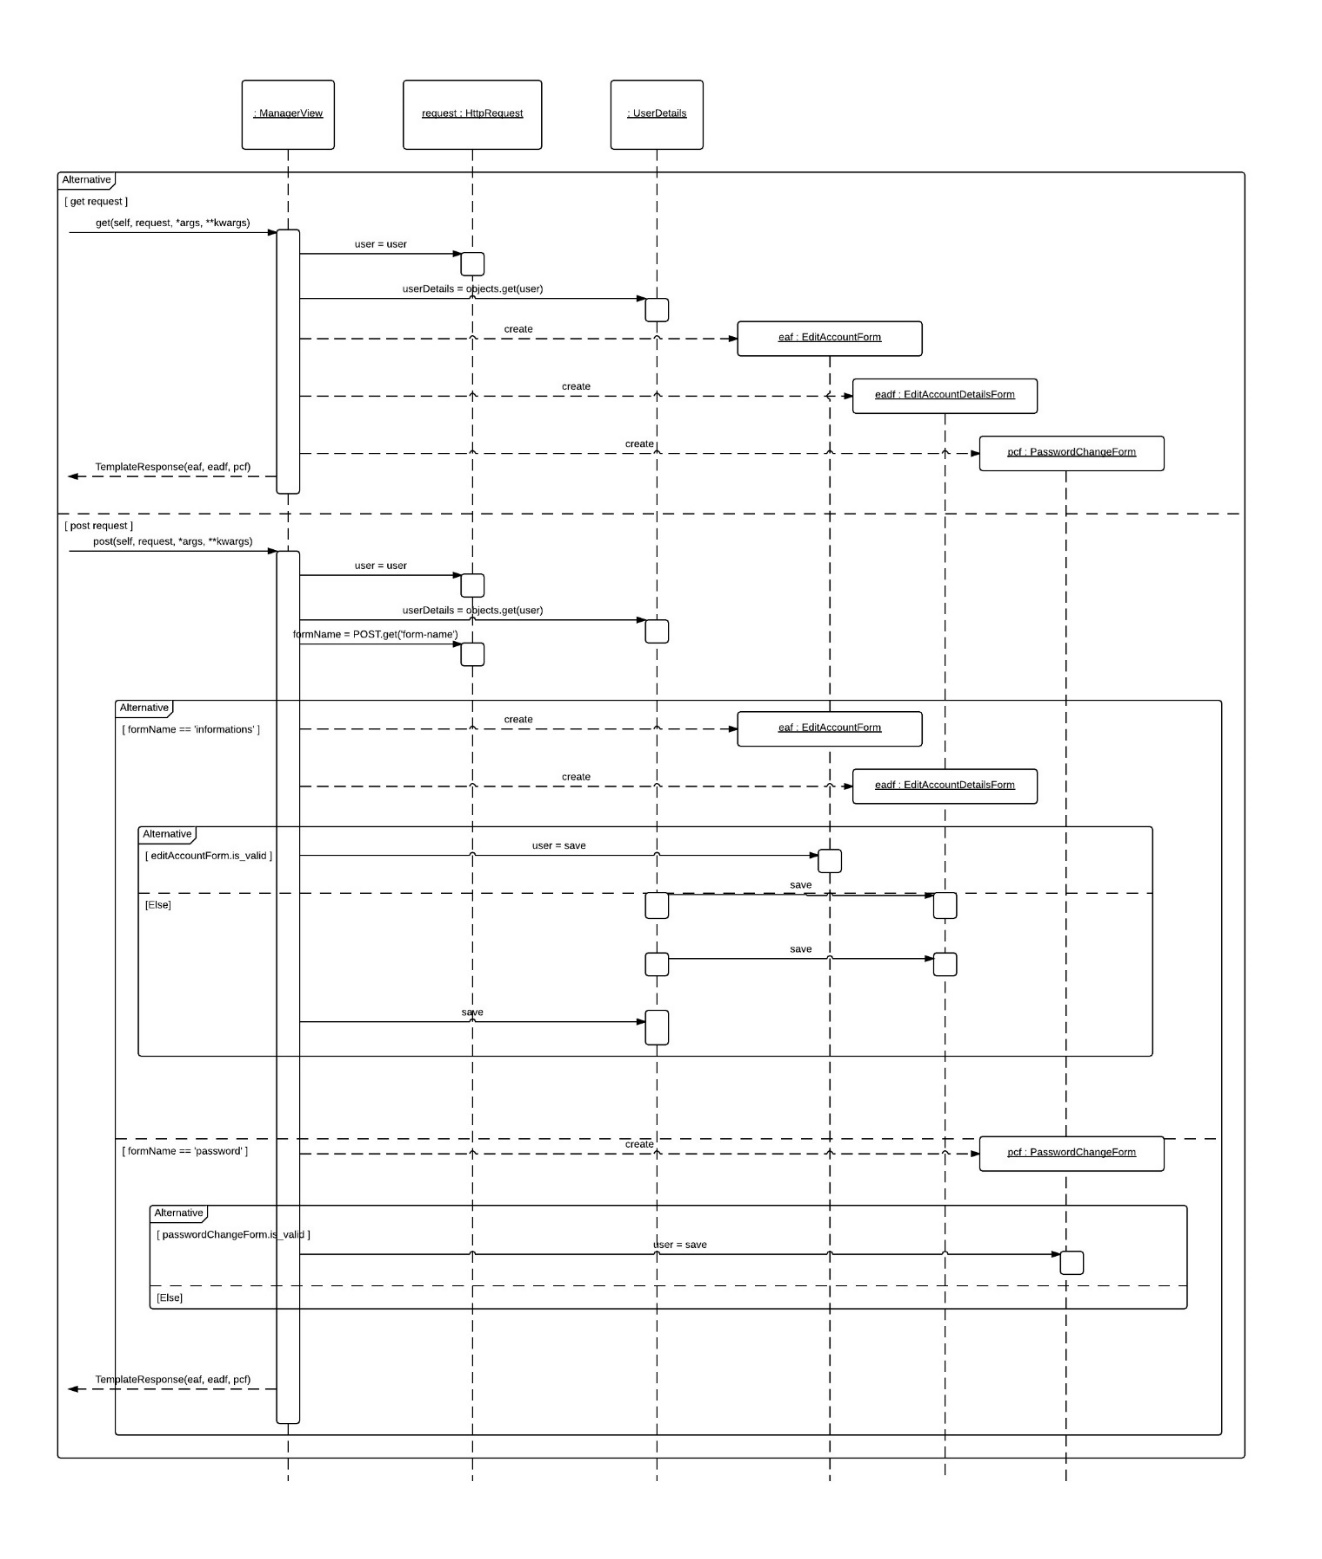 : ManagerView
request : HttpRequest
: UserDetails
Alternative
[ get request ]
get(self, request, *args, **kwargs)
user = user
userDetails = objects.get(user)
create
eaf : EditAccountForm
create
eadf : EditAccountDetailsForm
create
pcf : PasswordChangeForm
TemplateResponse(eaf, eadf, pcf)
[ post request ]
post(self, request, *args, **kwargs)
user = user
userDetails = objects.get(user)
formName = POST.get('form-name')
Alternative
[ formName == 'informations' ]
create
eaf : EditAccountForm
create
eadf : EditAccountDetailsForm
Alternative
[ editAccountForm.is_valid ]
user = save
save
[Else]
save
save
create
[ formName == 'password' ]
pcf : PasswordChangeForm
Alternative
[ passwordChangeForm.is_valid ]
user = save
[Else]
TemplateResponse(eaf, eadf, pcf)